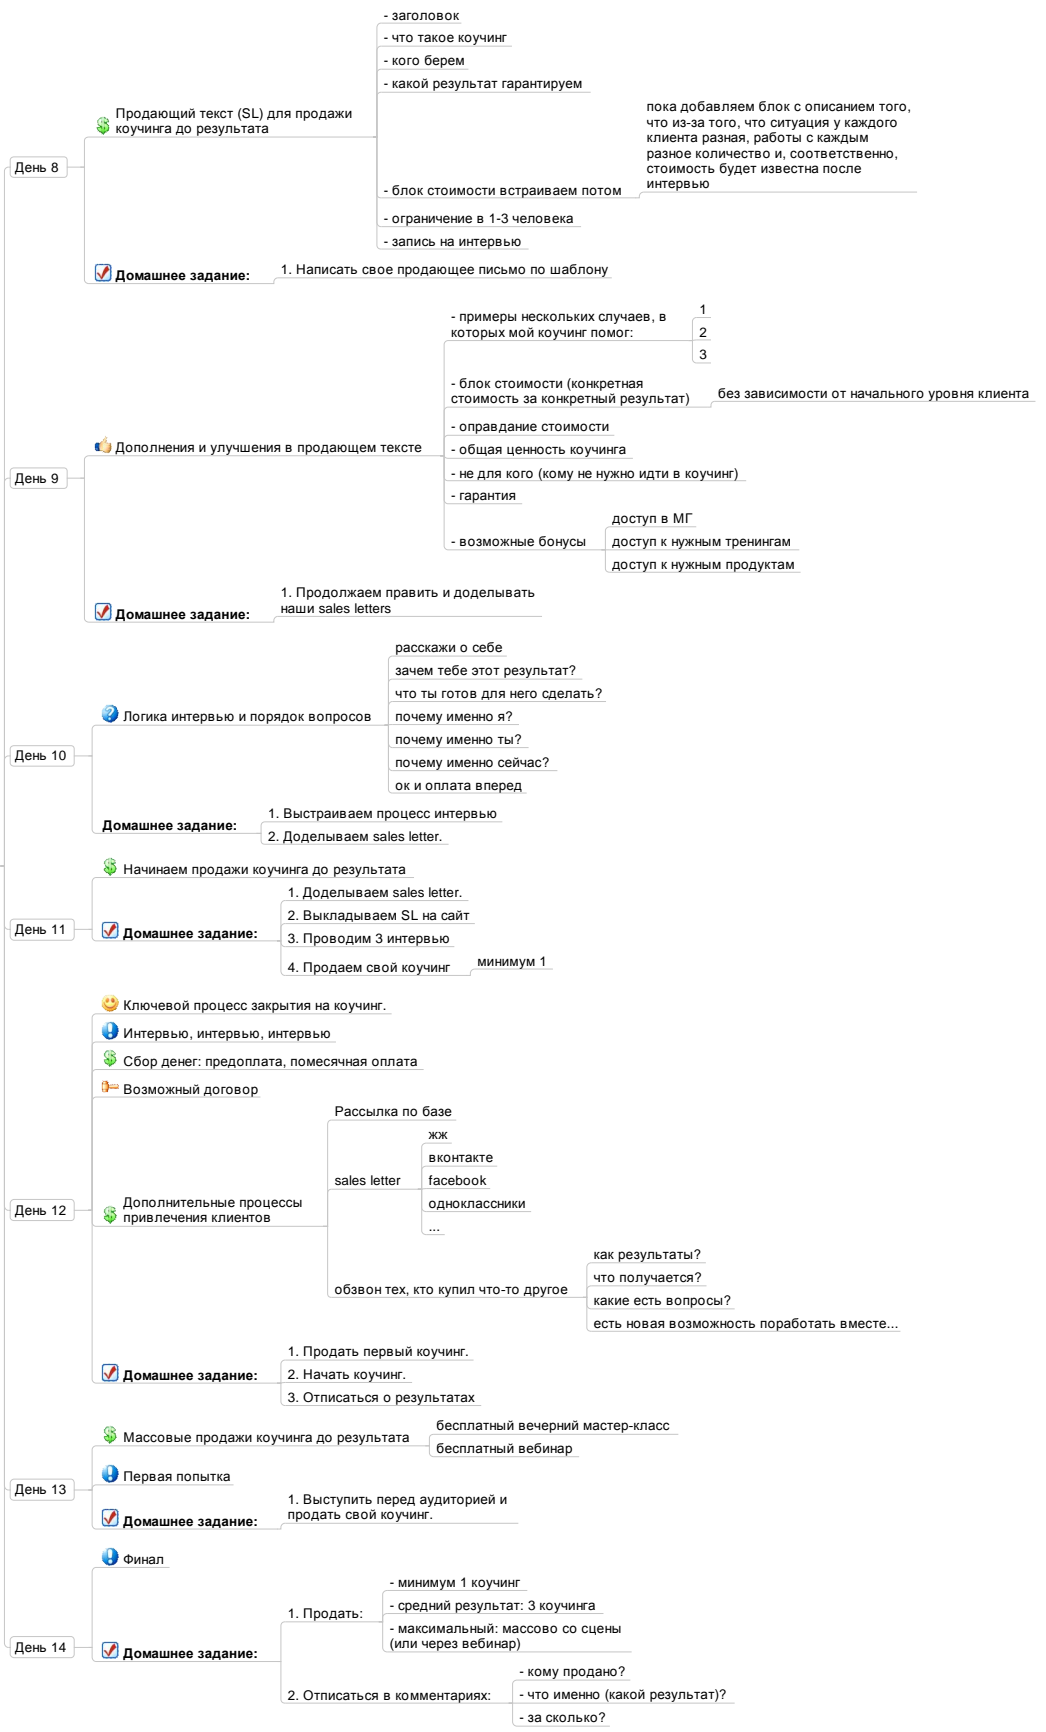 День 8
Продающий текст (SL) для продажи
коучинга до результата
- заголовок
- что такое коучинг
- кого берем
- какой результат гарантируем
- блок стоимости встраиваем потом
пока добавляем блок с описанием того,
что из-за того, что ситуация у каждого
клиента разная, работы с каждым
разное количество и, соответственно,
стоимость будет известна после
интервью
- ограничение в 1-3 человека
- запись на интервью
Домашнее задание:
1. Написать свое продающее письмо по шаблону
День 9
Дополнения и улучшения в продающем тексте
- примеры нескольких случаев, в
которых мой коучинг помог:
1
2
3
- блок стоимости (конкретная
стоимость за конкретный результат)
без зависимости от начального уровня клиента
- оправдание стоимости
- общая ценность коучинга
- не для кого (кому не нужно идти в коучинг)
- гарантия
- возможные бонусы
доступ в МГ
доступ к нужным тренингам
доступ к нужным продуктам
Домашнее задание:
1. Продолжаем править и доделывать
наши sales letters
День 10
Логика интервью и порядок вопросов
расскажи о себе
зачем тебе этот результат?
что ты готов для него сделать?
почему именно я?
почему именно ты?
почему именно сейчас?
ок и оплата вперед
Домашнее задание:
1. Выстраиваем процесс интервью
2. Доделываем sales letter.
День 11
Начинаем продажи коучинга до результата
Домашнее задание:
1. Доделываем sales letter.
2. Выкладываем SL на сайт
3. Проводим 3 интервью
4. Продаем свой коучинг
минимум 1
День 12
Ключевой процесс закрытия на коучинг.
Интервью, интервью, интервью
Сбор денег: предоплата, помесячная оплата
Возможный договор
Дополнительные процессы
привлечения клиентов
Рассылка по базе
sales letter
жж
вконтакте
facebook
одноклассники
...
обзвон тех, кто купил что-то другое
как результаты?
что получается?
какие есть вопросы?
есть новая возможность поработать вместе...
Домашнее задание:
1. Продать первый коучинг.
2. Начать коучинг.
3. Отписаться о результатах
День 13
Массовые продажи коучинга до результата
бесплатный вечерний мастер-класс
бесплатный вебинар
Первая попытка
Домашнее задание:
1. Выступить перед аудиторией и
продать свой коучинг.
День 14
Финал
Домашнее задание:
1. Продать:
- минимум 1 коучинг
- средний результат: 3 коучинга
- максимальный: массово со сцены
(или через вебинар)
2. Отписаться в комментариях:
- кому продано?
- что именно (какой результат)?
- за сколько?